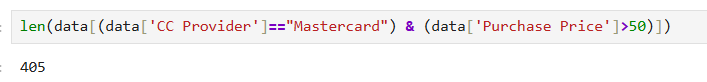 len(data[(data['CC Provider']=="Mastercard") & (data['Purchase Price']>50)])
405